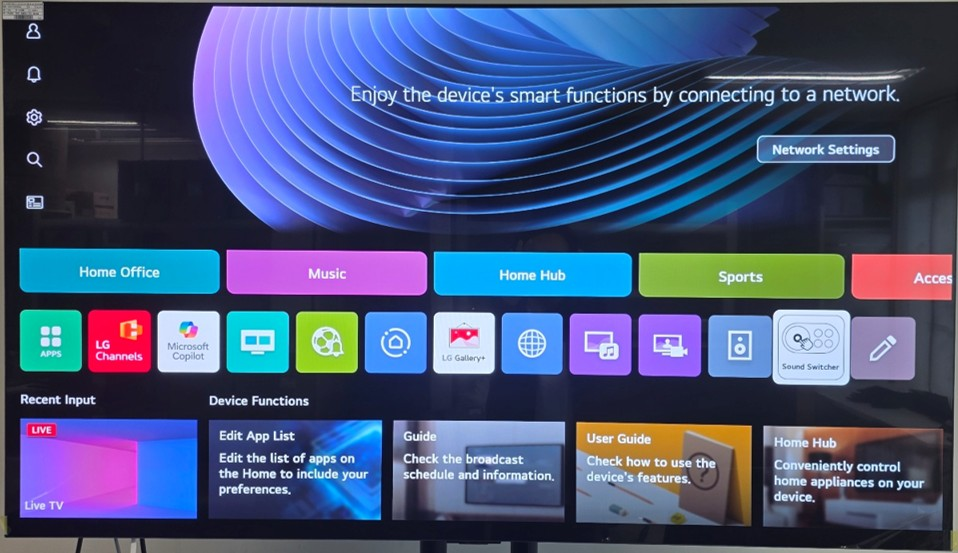 Enjoy the device's smart functions by connecting to a network.
Network Settings
Home Office
Music
Home Hub
Sports
Acces
APPS
LG
Channels
Microsoft
Copilot
LG Gallery+
Sound Switcher
Recent Input
Device Functions
LIVE
Live TV
Edit App List
Edit the list of apps on
the Home to include your
preferences.
Guide
Check the broadcast
schedule and information.
User Guide
Check how to use the
device's features.
?
Home Hub
Conveniently control
home appliances on your
device.